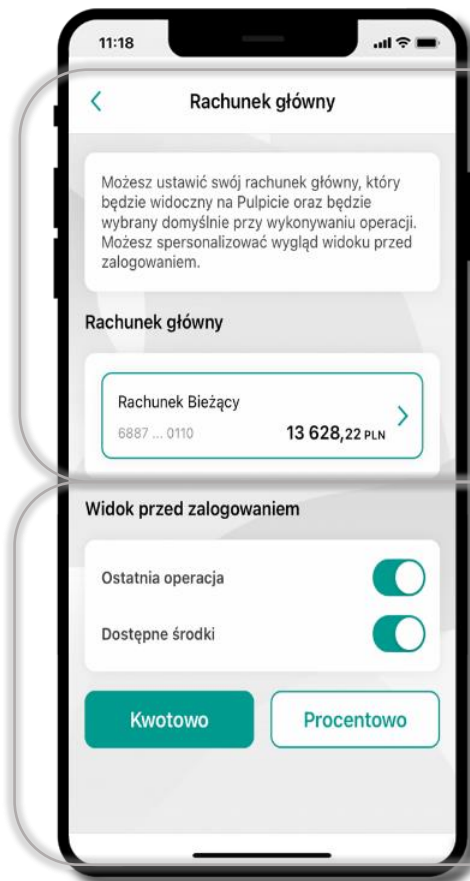 11:18
Rachunek główny
Możesz ustawić swój rachunek główny, który
będzie widoczny na Pulpicie oraz będzie
wybrany domyślnie przy wykonywaniu operacji.
Możesz spersonalizować wygląd widoku przed
zalogowaniem.
Rachunek główny
Rachunek Bieżący
6887 ... 0110 13 628,22 PLN
Widok przed zalogowaniem
Ostatnia operacja
Dostępne środki
Kwotowo Procentowo